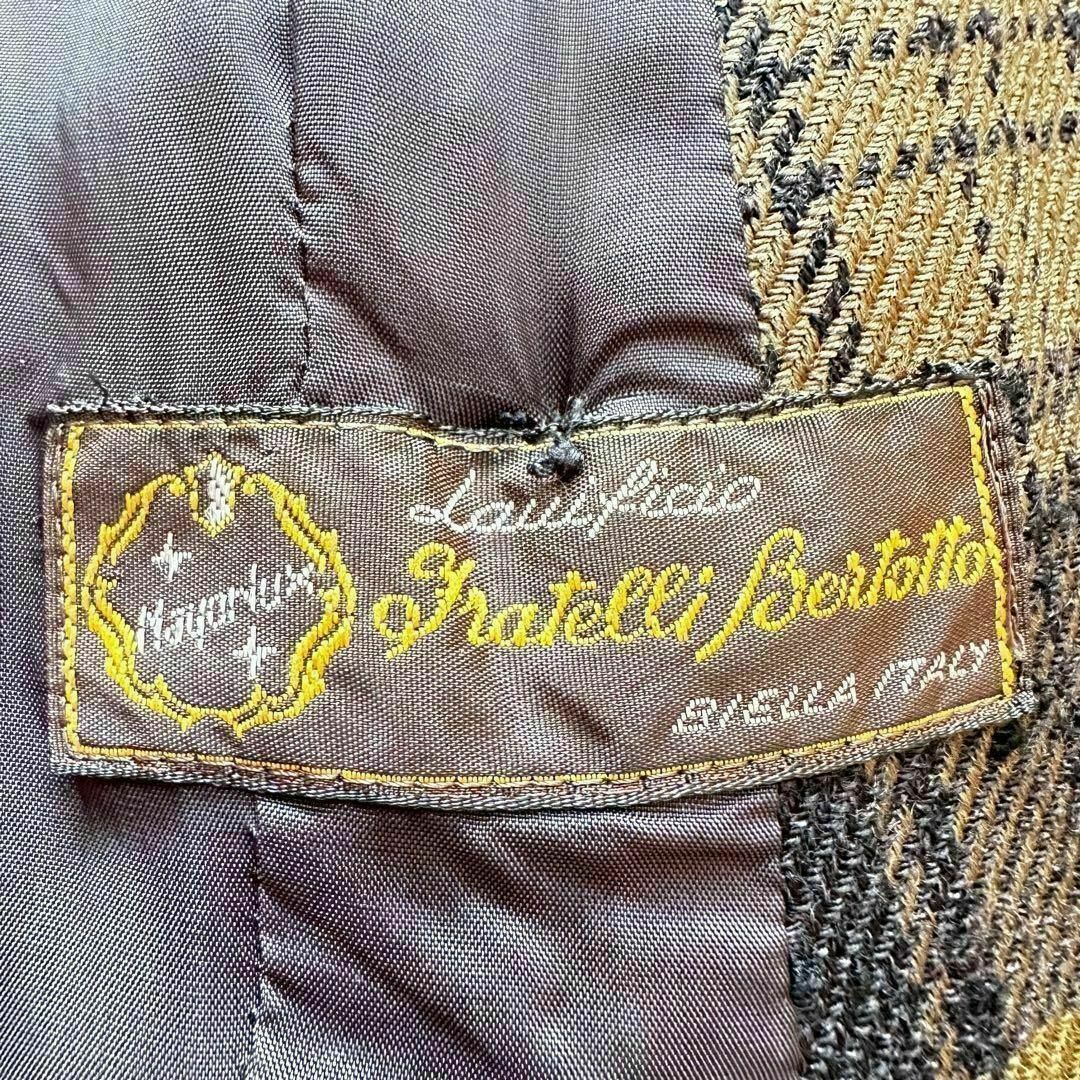 Lanificio
Fratelli Bertotto
BIELLA ITALY